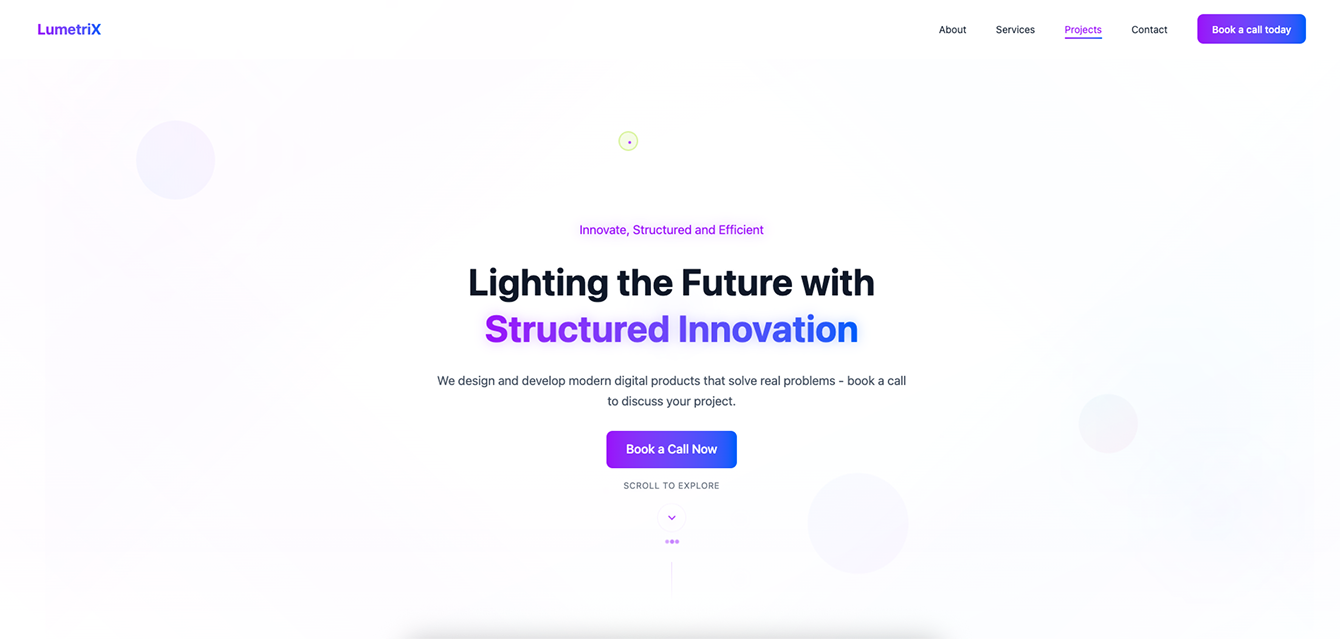 LumetriX
About
Services
Projects
Contact
Book a call today
Innovate, Structured and Efficient
Lighting the Future with
Structured Innovation
We design and develop modern digital products that solve real problems - book a call
to discuss your project.
Book a Call Now
SCROLL TO EXPLORE